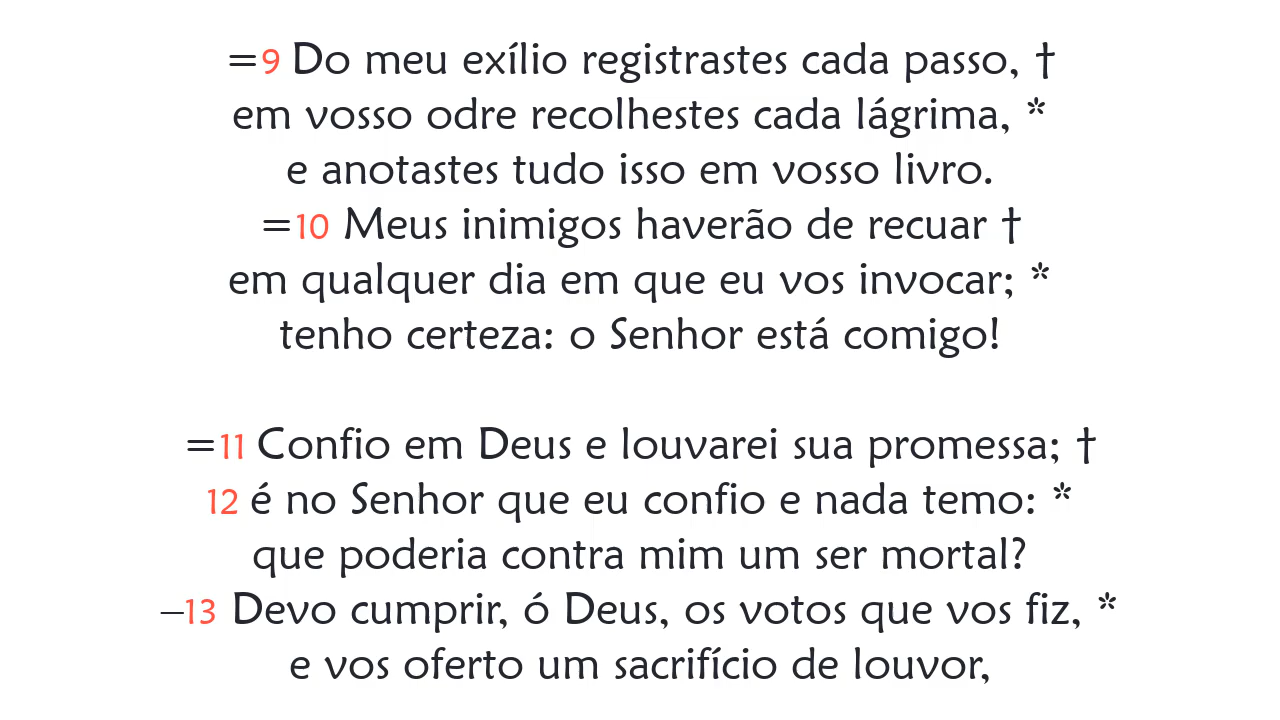 =9 Do meu exílio registrastes cada passo, †
em vosso odre recolhestes cada lágrima, *
e anotastes tudo isso em vosso livro.
=10 Meus inimigos haverão de recuar †
em qualquer dia em que eu vos invocar; *
tenho certeza: o Senhor está comigo!
=11 Confio em Deus e louvarei sua promessa; †
12 é no Senhor que eu confio e nada temo: *
que poderia contra mim um ser mortal?
–13 Devo cumprir, ó Deus, os votos que vos fiz, *
e vos oferto um sacrifício de louvor,